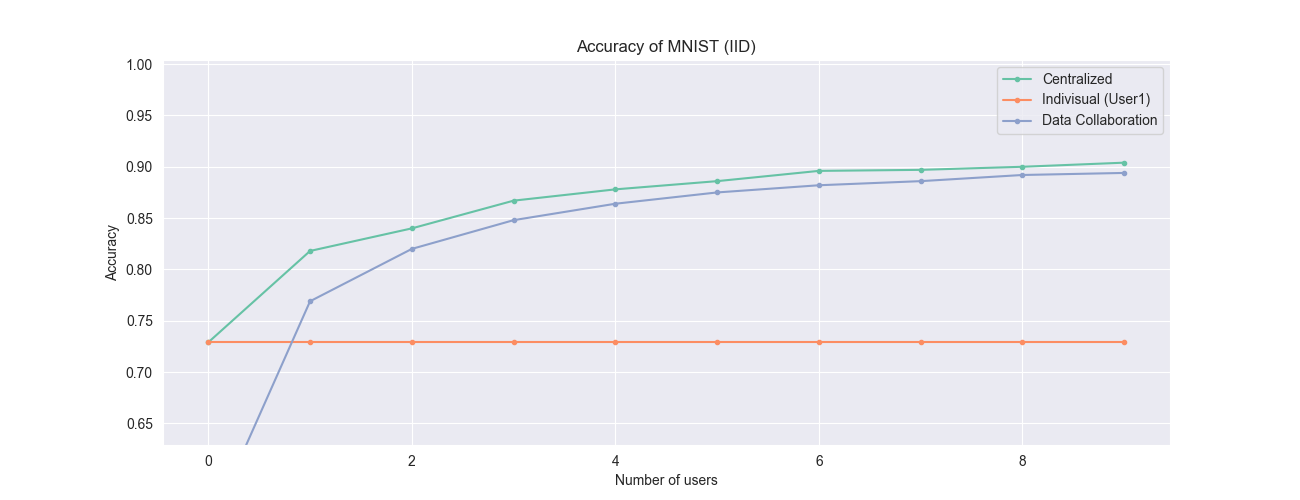 Accuracy of MNIST (IID)
1.00
0.95
0.90
0.85
0.80
0.75
0.70
0.65
Accuracy
Centralized
Indivisual (User1)
Data Collaboration
0 2 4 6 8
Number of users